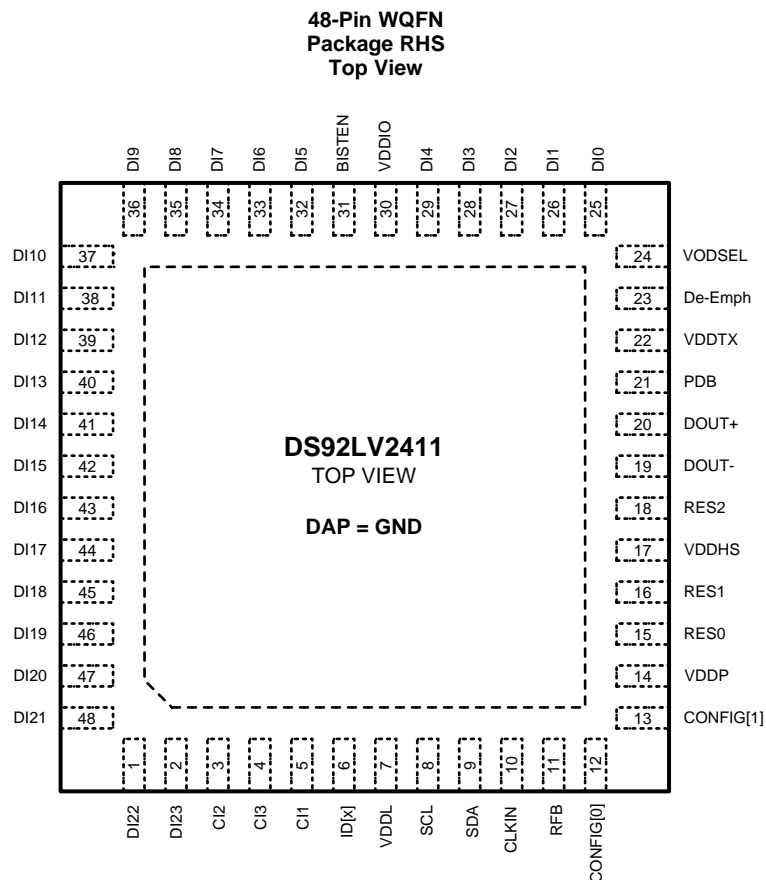 48-Pin WQFN
Package RHS
Top View
DI9
DI8
DI7
DI6
DI5
BISTEN
VDDIO
DI4
DI3
DI2
DI1
DI0
36
35
34
33
32
31
30
29
28
27
26
25
DI10 37
DI11 38
DI12 39
DI13 40
DI14 41
DI15 42
DI16 43
DI17 44
DI18 45
DI19 46
DI20 47
DI21 48
DS92LV2411
TOP VIEW
DAP = GND
24 VODSEL
23 De-Emph
22 VDDTX
21 PDB
20 DOUT+
19 DOUT-
18 RES2
17 VDDHS
16 RES1
15 RES0
14 VDDP
13 CONFIG[1]
1
2
3
4
5
6
7
8
9
10
11
12
DI22
DI23
CI2
CI3
CI1
ID[x]
VDDL
SCL
SDA
CLKIN
RFB
CONFIG[0]